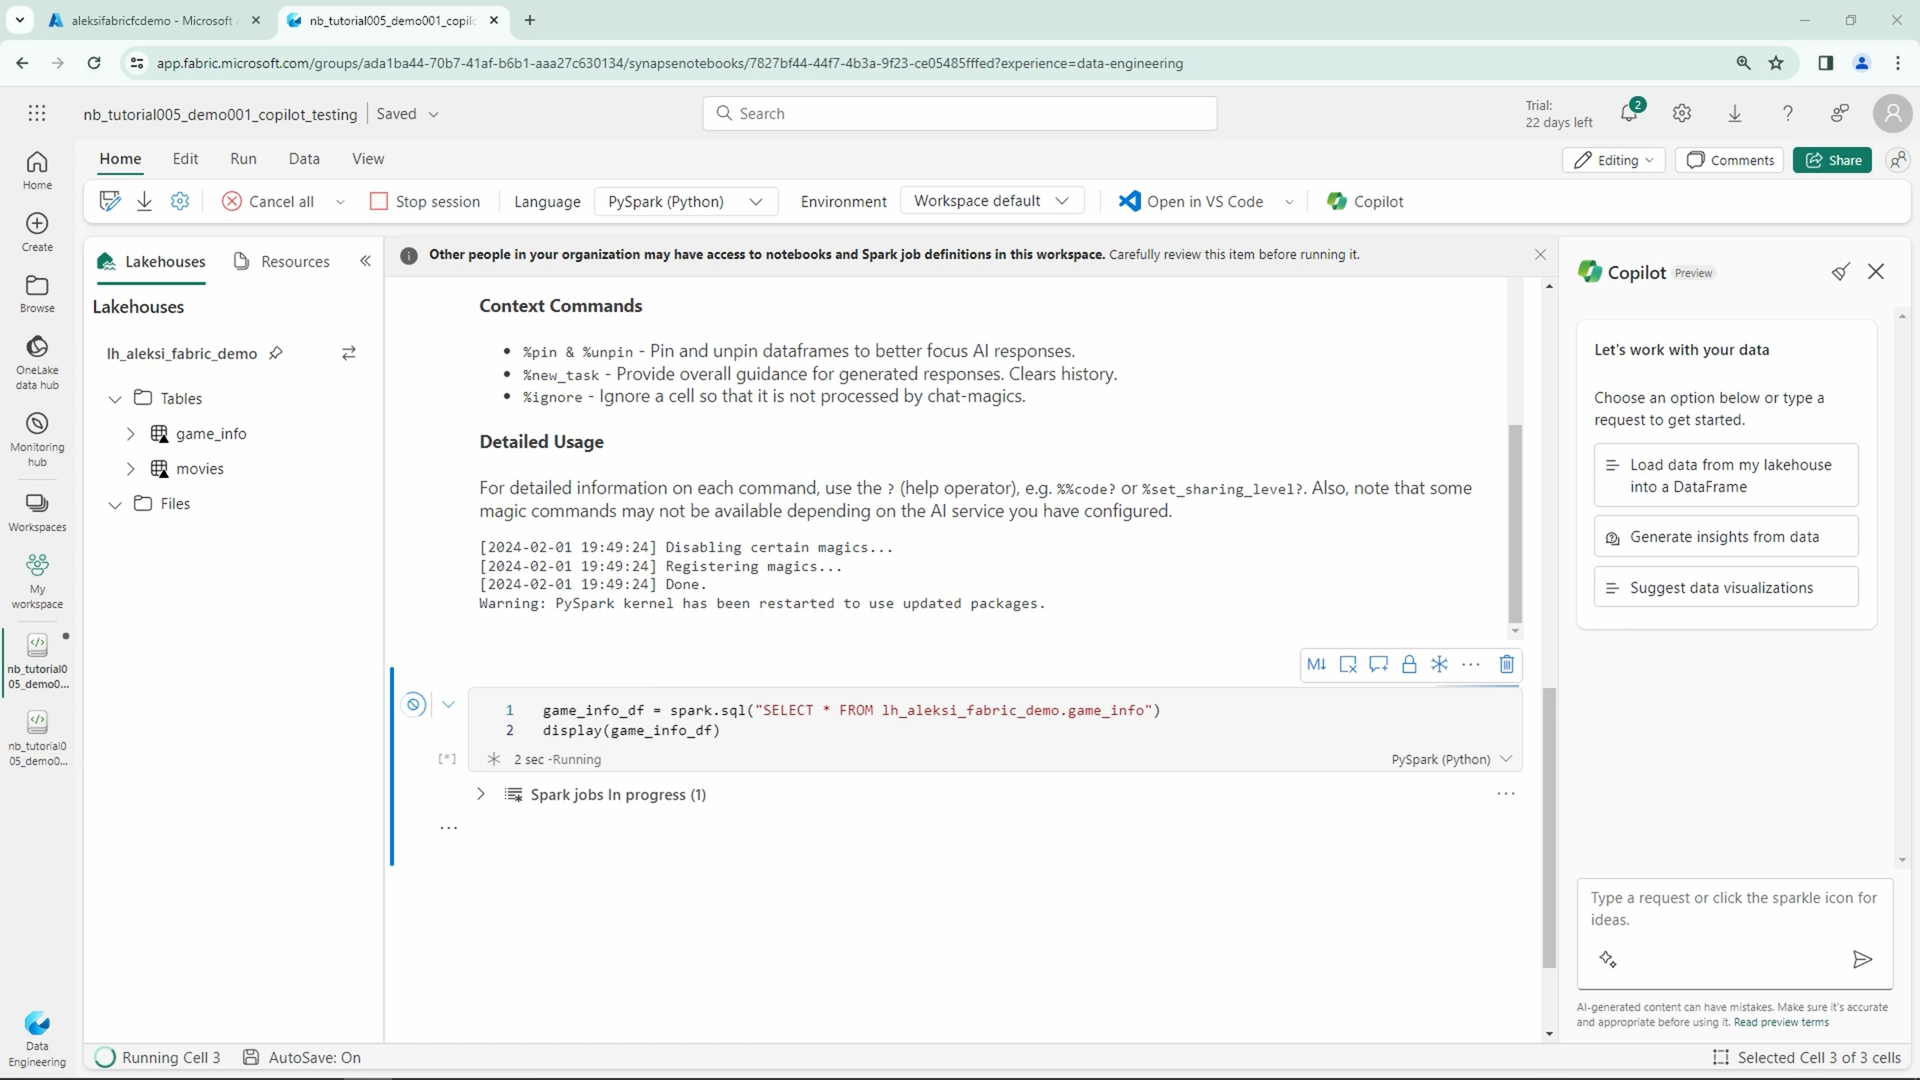 aleksifabricfcdemo - Microsoft
nb_tutorial005_demo001_copil
app.fabric.microsoft.com/groups/ada1ba44-70b7-41af-b6b1-aaa27c630134/synapsenotebooks/7827bf44-44f7-4b3a-9f23-ce05485fffed?experience=data-engineering
nb_tutorial005_demo001_copilot_testing
Saved
Search
Trial:
22 days left
2
Home Edit Run Data View
Editing
Comments
Share
Cancel all
Stop session
Language
PySpark (Python)
Environment
Workspace default
Open in VS Code
Copilot
Home
Create
Browse
OneLake
data hub
Monitoring
hub
Workspaces
My
workspace
nb_tutorial0
05_demo0...
nb_tutorial0
05_demo0...
Data
Engineering
Lakehouses
Resources
Lakehouses
lh_aleksi_fabric_demo
Tables
game_info
movies
Files
Other people in your organization may have access to notebooks and Spark job definitions in this workspace. Carefully review this item before running it.
Context Commands
• %pin & %unpin - Pin and unpin dataframes to better focus AI responses.
• %new_task - Provide overall guidance for generated responses. Clears history.
• %ignore - Ignore a cell so that it is not processed by chat-magics.
Detailed Usage
For detailed information on each command, use the ? (help operator), e.g. %%code? or %set_sharing_level?. Also, note that some
magic commands may not be available depending on the AI service you have configured.
[2024-02-01 19:49:24] Disabling certain magics...
[2024-02-01 19:49:24] Registering magics...
[2024-02-01 19:49:24] Done.
Warning: PySpark kernel has been restarted to use updated packages.
M↓
1 game_info_df = spark.sql("SELECT * FROM lh_aleksi_fabric_demo.game_info")
2 display(game_info_df)
[*]
2 sec -Running
PySpark (Python)
Spark jobs In progress (1)
Copilot Preview
Let's work with your data
Choose an option below or type a
request to get started.
Load data from my lakehouse
into a DataFrame
Generate insights from data
Suggest data visualizations
Type a request or click the sparkle icon for
ideas.
AI-generated content can have mistakes. Make sure it's accurate
and appropriate before using it. Read preview terms
Running Cell 3
AutoSave: On
Selected Cell 3 of 3 cells